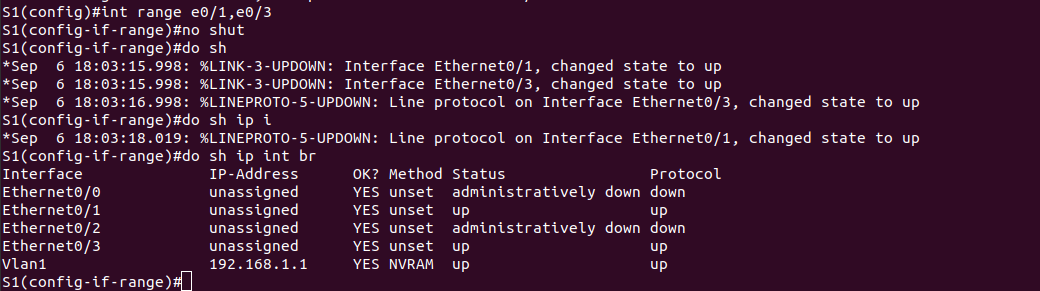 S1(config)#int range e0/1,e0/3
S1(config-if-range)#no shut
S1(config-if-range)#do sh
*Sep  6 18:03:15.998: %LINK-3-UPDOWN: Interface Ethernet0/1, changed state to up
*Sep  6 18:03:15.998: %LINK-3-UPDOWN: Interface Ethernet0/3, changed state to up
*Sep  6 18:03:16.998: %LINEPROTO-5-UPDOWN: Line protocol on Interface Ethernet0/3, changed state to up
S1(config-if-range)#do sh ip i
*Sep  6 18:03:18.019: %LINEPROTO-5-UPDOWN: Line protocol on Interface Ethernet0/1, changed state to up
S1(config-if-range)#do sh ip int br
Interface              IP-Address      OK? Method Status                Protocol
Ethernet0/0            unassigned      YES unset  administratively down down
Ethernet0/1            unassigned      YES unset  up                    up
Ethernet0/2            unassigned      YES unset  administratively down down
Ethernet0/3            unassigned      YES unset  up                    up
Vlan1                  192.168.1.1     YES NVRAM  up                    up
S1(config-if-range)#